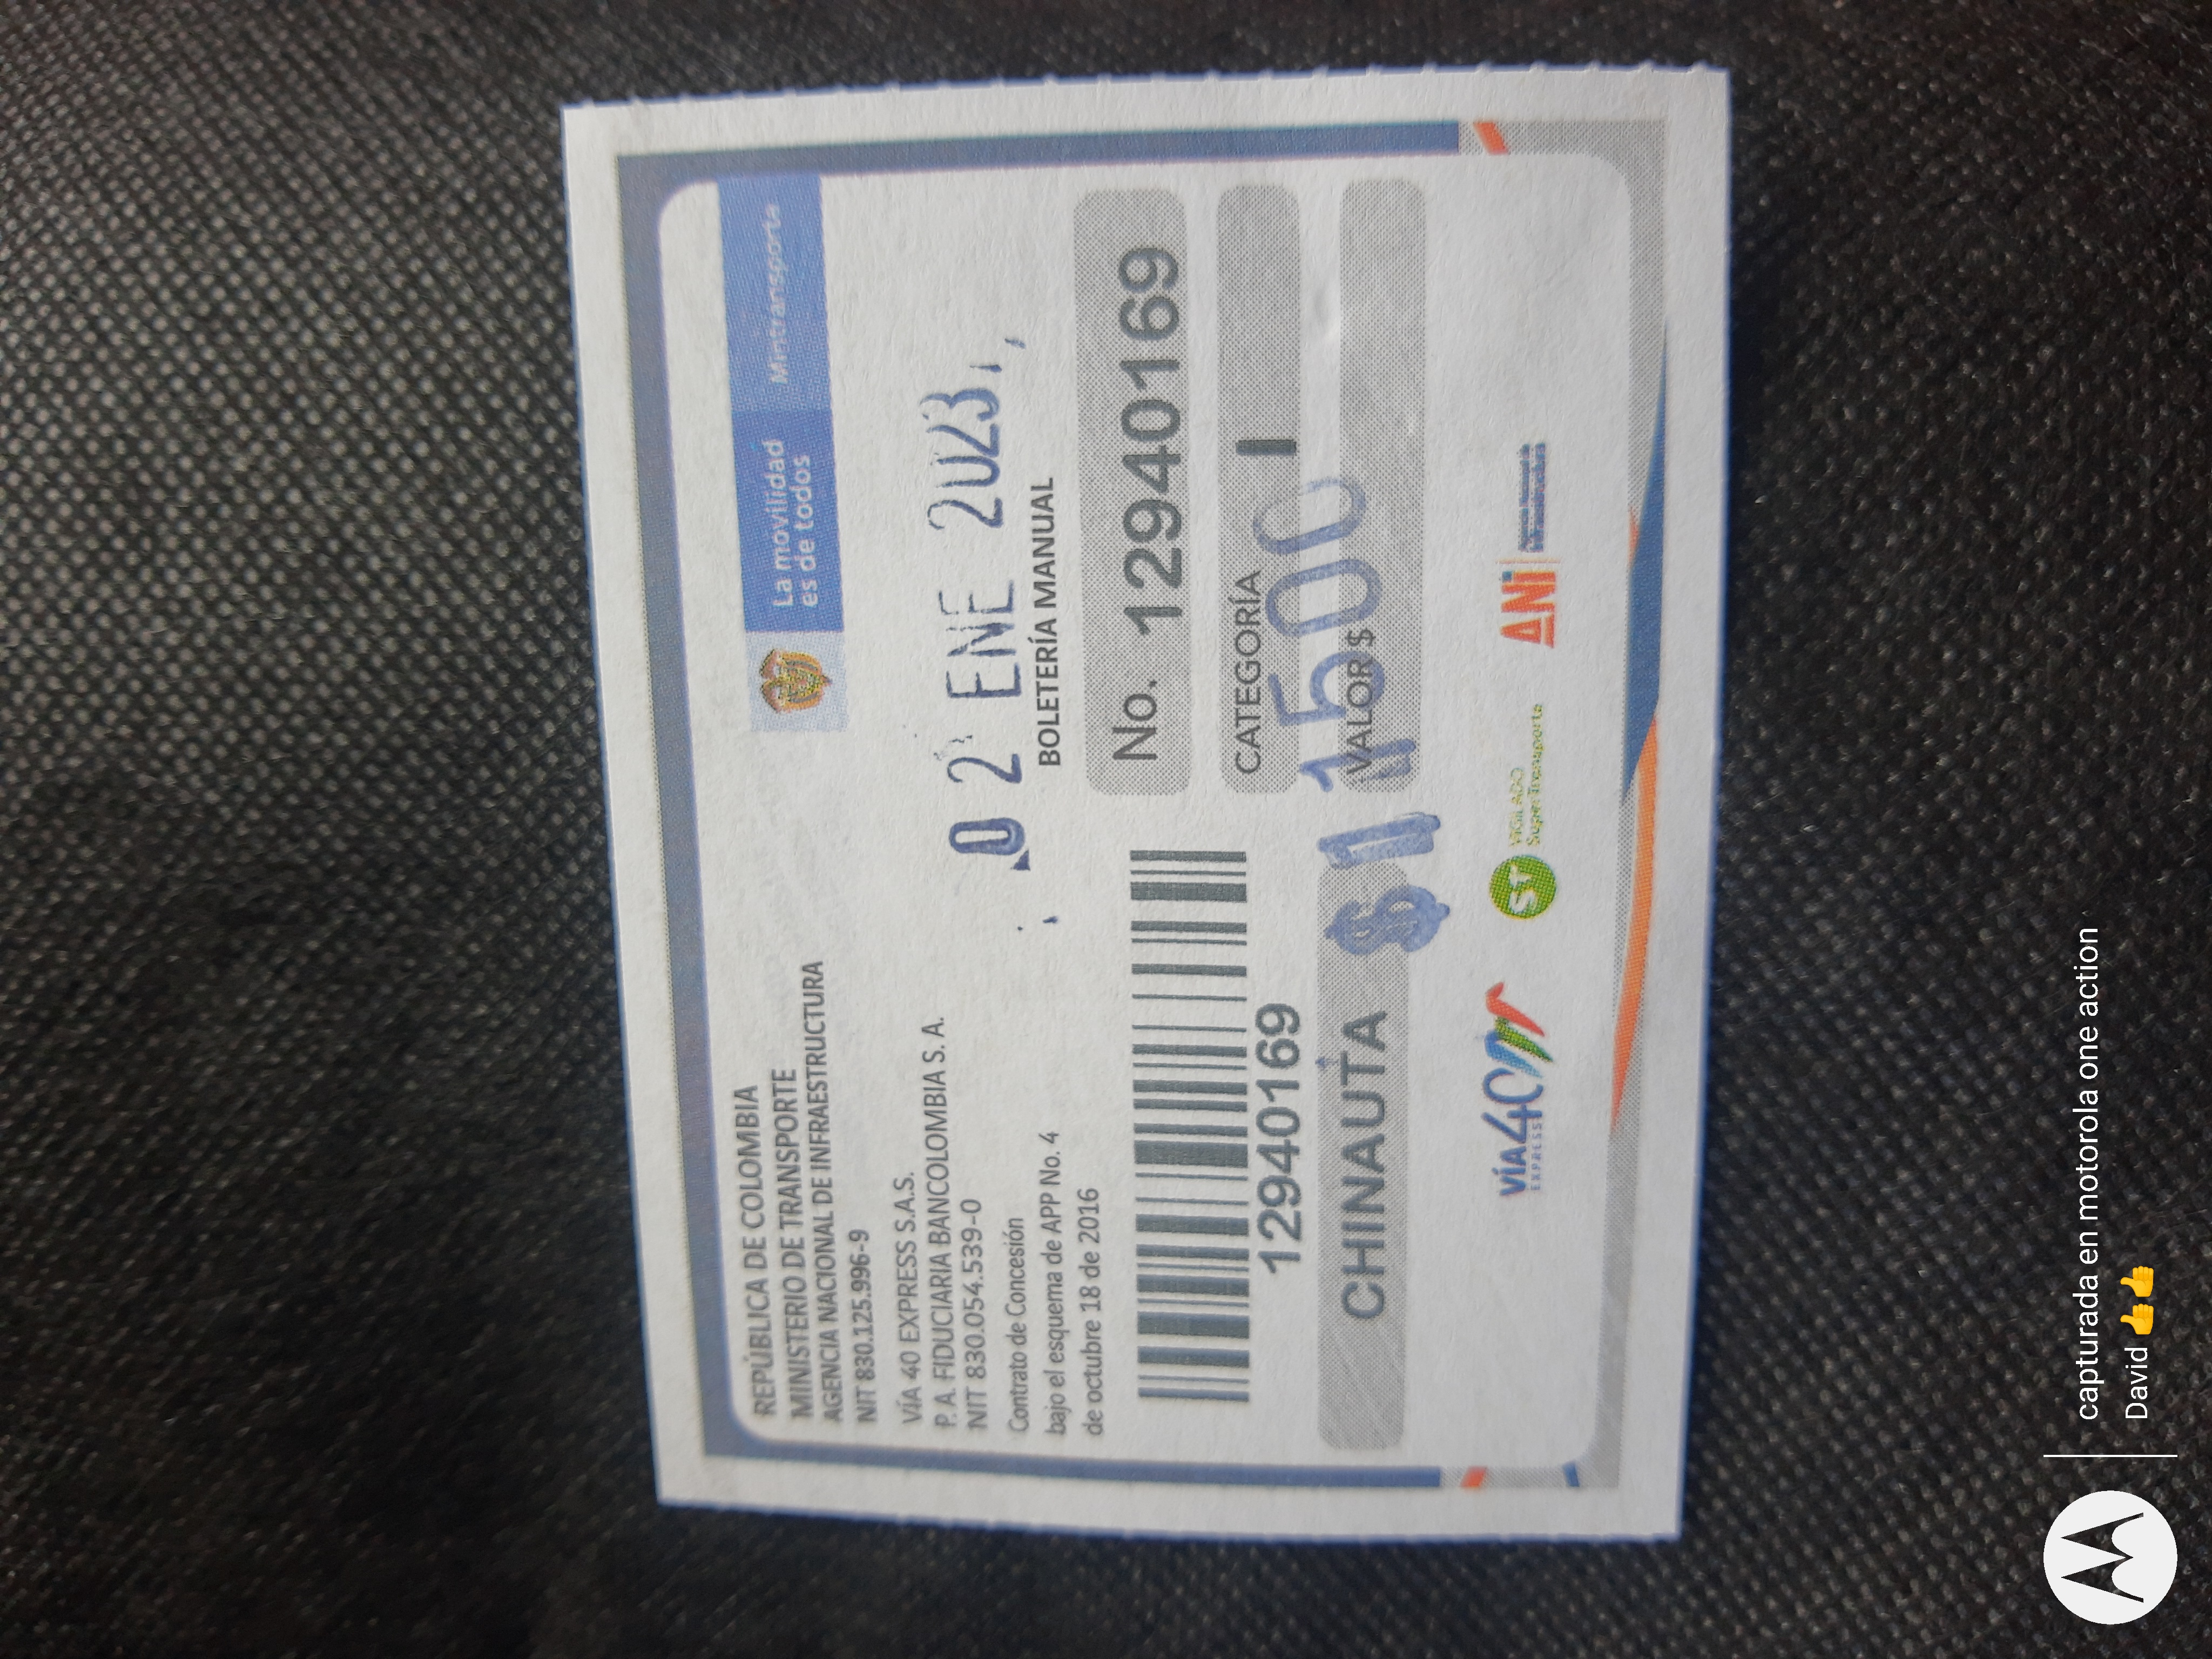 REPÚBLICA DE COLOMBIA
MINISTERIO DE TRANSPORTE
AGENCIA NACIONAL DE INFRAESTRUCTURA
NIT 830.125.996-9
La movilidad
es de todos
Mintransporte
VÍA 40 EXPRESS S.A.S.
P. A. FIDUCIARIA BANCOLOMBIA S. A.
NIT 830.054.539-0
Contrato de Concesión
bajo el esquema de APP No. 4
de octubre 18 de 2016
02 ENE 2023
BOLETERÍA MANUAL
No. 12940169
12940169
CATEGORÍA I
CHINAUTA
VALOR $
$11500
VÍA 40
EXPRESS
ST
VIGILADO
SuperTransporte
ANI
capturada en motorola one action
David 👍👍